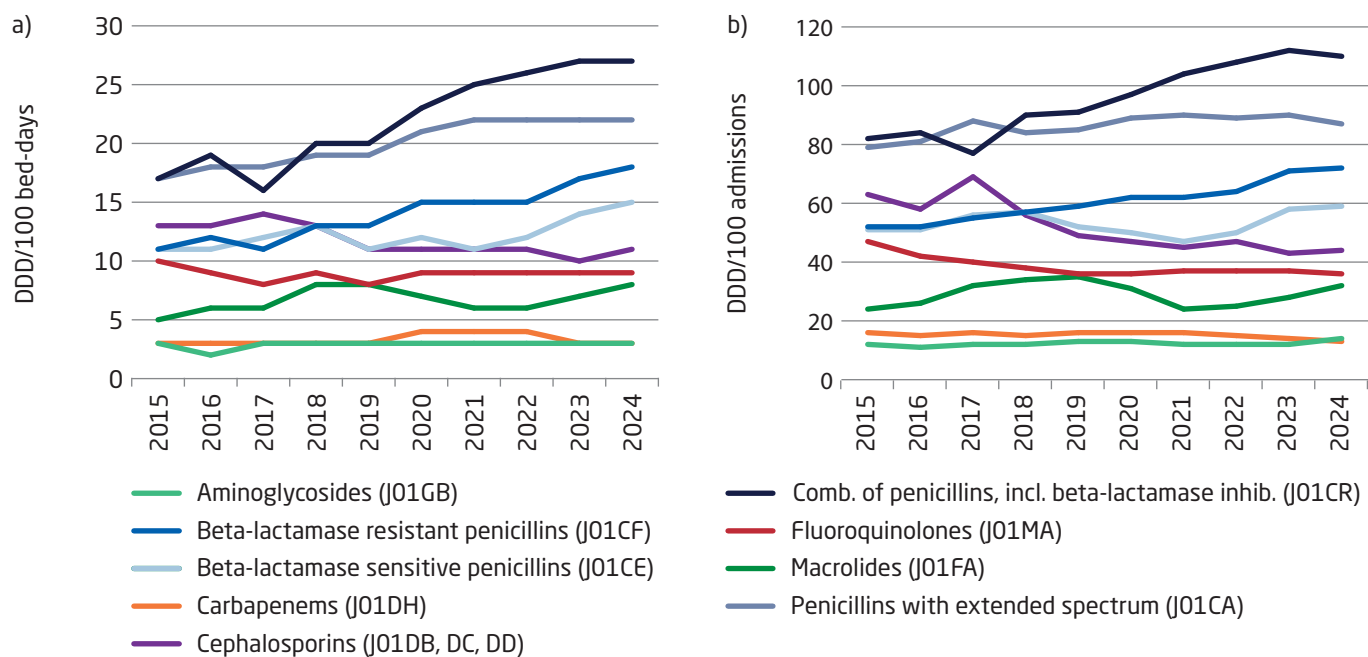 a)
DDD/100 bed-days
30
25
20
15
10
5
0
2015
2016
2017
2018
2019
2020
2021
2022
2023
2024
b)
DDD/100 admissions
120
100
80
60
40
20
0
2015
2016
2017
2018
2019
2020
2021
2022
2023
2024
Aminoglycosides (J01GB)
Beta-lactamase resistant penicillins (J01CF)
Beta-lactamase sensitive penicillins (J01CE)
Carbapenems (J01DH)
Cephalosporins (J01DB, DC, DD)
Comb. of penicillins, incl. beta-lactamase inhib. (J01CR)
Fluoroquinolones (J01MA)
Macrolides (J01FA)
Penicillins with extended spectrum (J01CA)